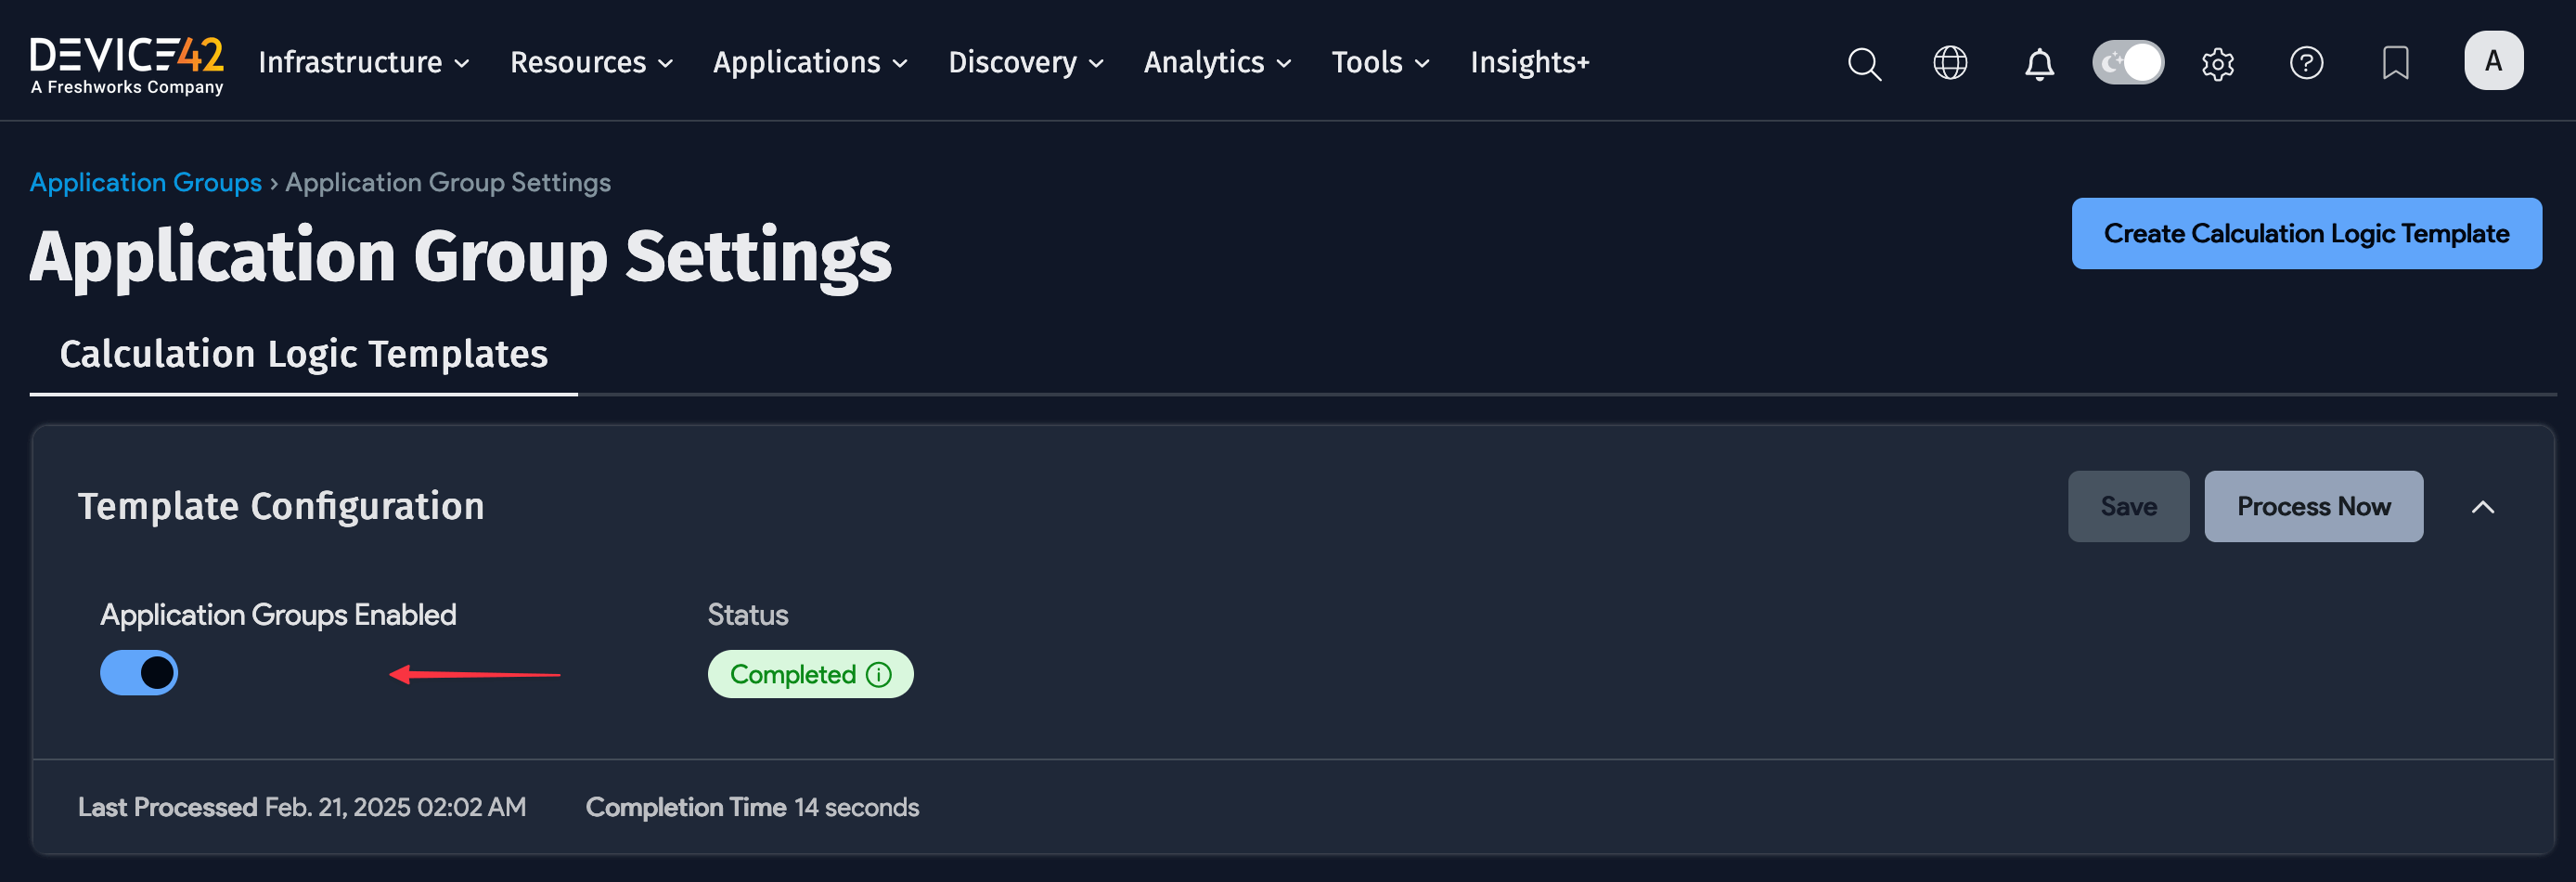 DEVICE42
A Freshworks Company
Infrastructure Resources Applications Discovery Analytics Tools Insights+
A
Application Groups › Application Group Settings
Application Group Settings
Create Calculation Logic Template
Calculation Logic Templates
Template Configuration
Save Process Now
Application Groups Enabled Status
Completed
Last Processed Feb. 21, 2025 02:02 AM Completion Time 14 seconds